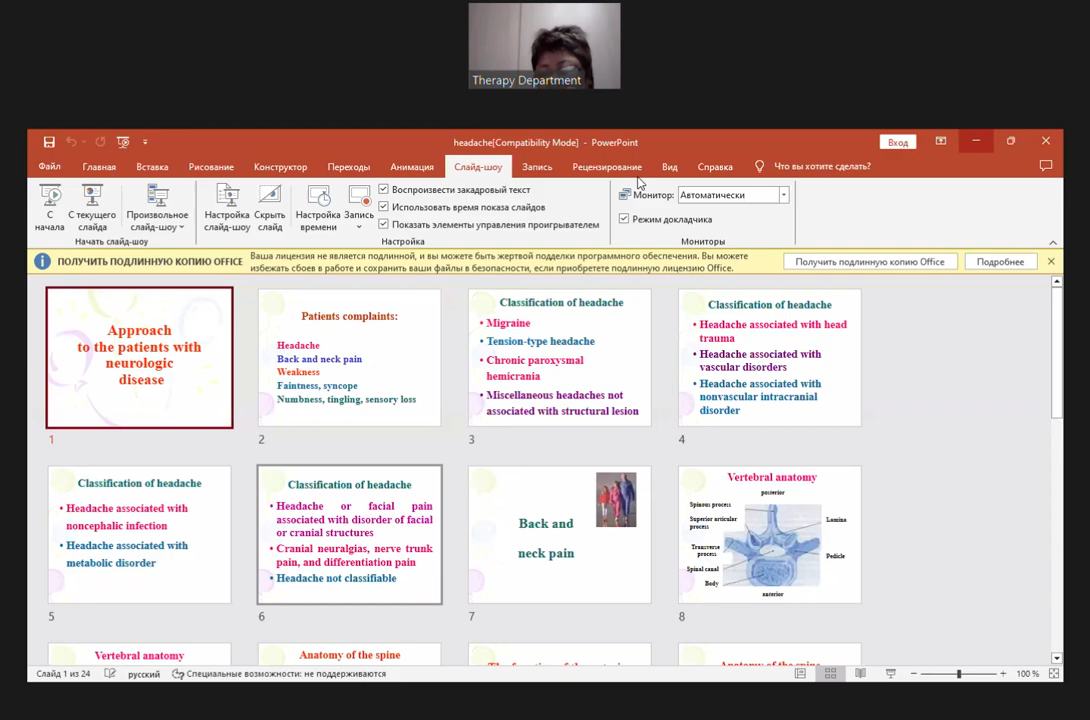 Therapy Department
headache[Compatibility Mode] - PowerPoint
Вход
Файл Главная Вставка Рисование Конструктор Переходы Анимация Слайд-шоу Запись Рецензирование Вид Справка Что вы хотите сделать?
С начала
С текущего слайда
Произвольное слайд-шоу
Начать слайд-шоу
Настройка слайд-шоу
Скрыть слайд
Настройка времени
Запись
Воспроизвести закадровый текст
Использовать время показа слайдов
Показать элементы управления проигрывателем
Настройка
Монитор: Автоматически
Режим докладчика
Мониторы
ПОЛУЧИТЬ ПОДЛИННУЮ КОПИЮ OFFICE
Ваша лицензия не является подлинной, и вы можете быть жертвой подделки программного обеспечения. Вы можете
избежать сбоев в работе и сохранить ваши файлы в безопасности, если приобретете подлинную лицензию Office.
Получить подлинную копию Office
Подробнее
Approach
to the patients with
neurologic
disease
1
Patients complaints:
Headache
Back and neck pain
Weakness
Faintness, syncope
Numbness, tingling, sensory loss
2
Classification of headache
• Migraine
• Tension-type headache
• Chronic paroxysmal
hemicrania
• Miscellaneous headaches not
associated with structural lesion
3
Classification of headache
• Headache associated with head
trauma
• Headache associated with
vascular disorders
• Headache associated with
nonvascular intracranial
disorder
4
Classification of headache
• Headache associated with
noncephalic infection
• Headache associated with
metabolic disorder
5
Classification of headache
• Headache or facial pain
associated with disorder of facial
or cranial structures
• Cranial neuralgias, nerve trunk
pain, and differentiation pain
• Headache not classifiable
6
Back and
neck pain
7
Vertebral anatomy
posterior
Spinous process
Superior articular
process
Transverse
process
Spinal canal
Body
Lamina
Pedicle
anterior
8
Vertebral anatomy
Anatomy of the spine
Слайд 1 из 24
русский
Специальные возможности: не поддерживаются
100 %